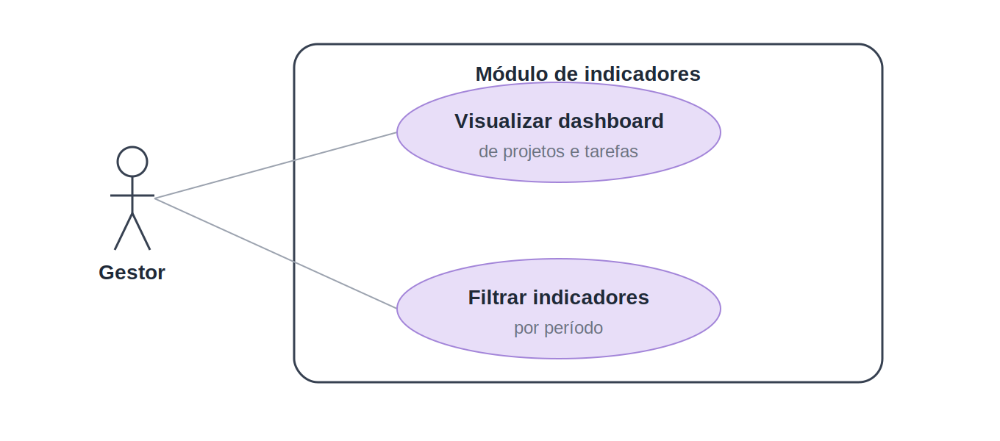 Módulo de indicadores
Visualizar dashboard
de projetos e tarefas
Gestor
Filtrar indicadores
por período